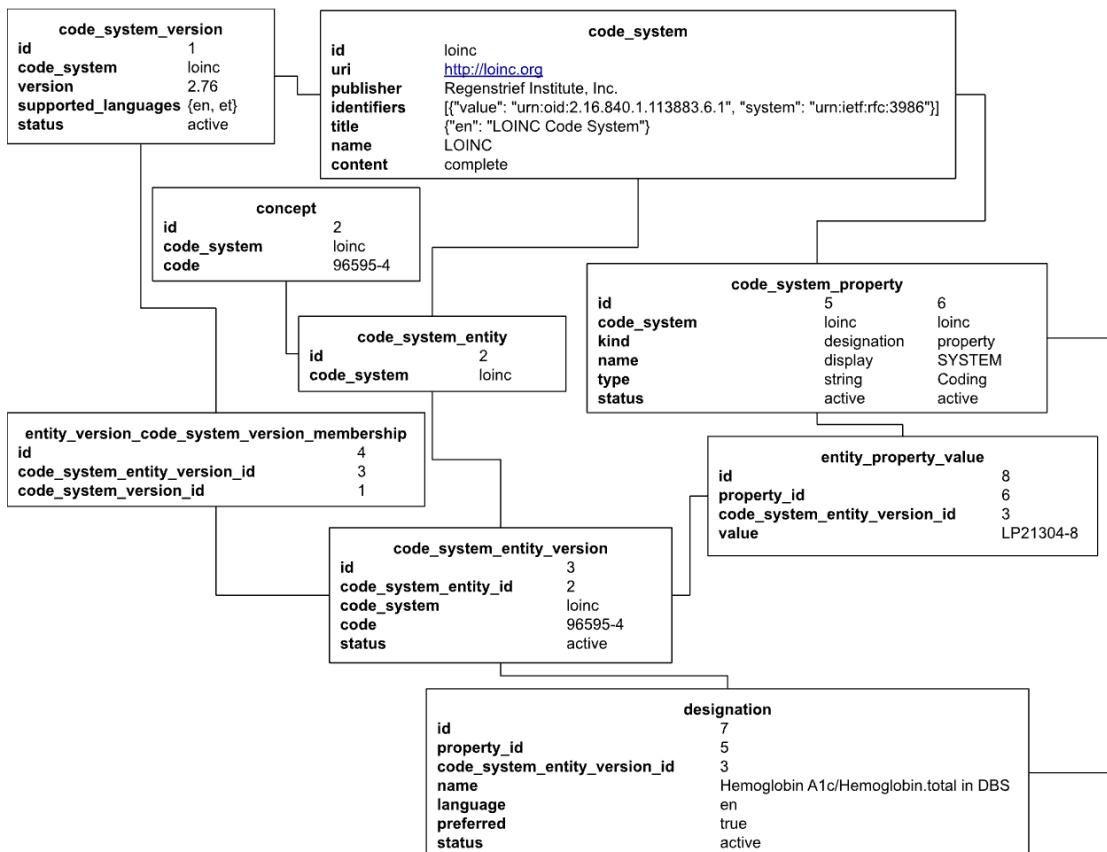 code_system_version
id 1
code_system loinc
version 2.76
supported_languages {en, et}
status active
code_system
id loinc
uri http://loinc.org
publisher Regenstrief Institute, Inc.
identifiers [{"value": "urn:oid:2.16.840.1.113883.6.1", "system": "urn:ietf:rfc:3986"}]
title {"en": "LOINC Code System"}
name LOINC
content complete
concept
id 2
code_system loinc
code 96595-4
code_system_property
id 5 6
code_system loinc loinc
kind designation property
name display SYSTEM
type string Coding
status active active
code_system_entity
id 2
code_system loinc
entity_version_code_system_version_membership
id 4
code_system_entity_version_id 3
code_system_version_id 1
entity_property_value
id 8
property_id 6
code_system_entity_version_id 3
value LP21304-8
code_system_entity_version
id 3
code_system_entity_id 2
code_system loinc
code 96595-4
status active
designation
id 7
property_id 5
code_system_entity_version_id 3
name Hemoglobin A1c/Hemoglobin.total in DBS
language en
preferred true
status active